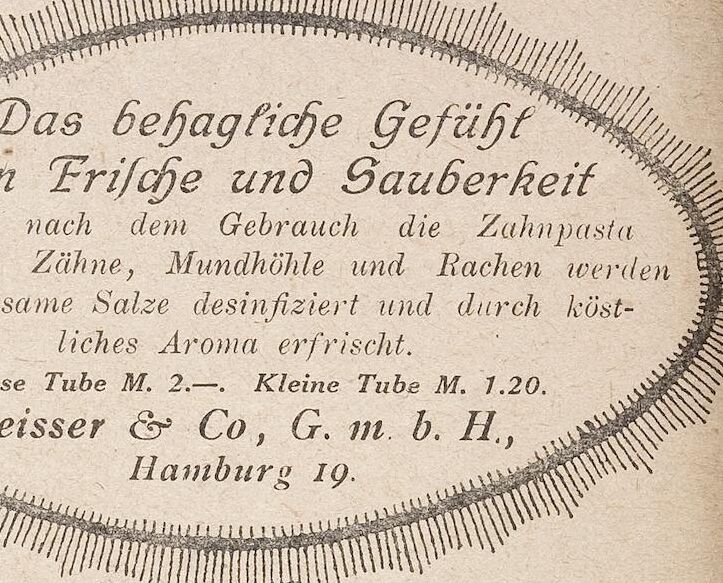 Das behagliche Gefühl
n Frische und Sauberkeit
nach dem Gebrauch die Zahnpasta
Zähne, Mundhöhle und Rachen werden
same Salze desinfiziert und durch köst-
liches Aroma erfrischt.
se Tube M. 2.—. Kleine Tube M. 1.20.
eisser & Co, G. m. b. H.,
Hamburg 19.